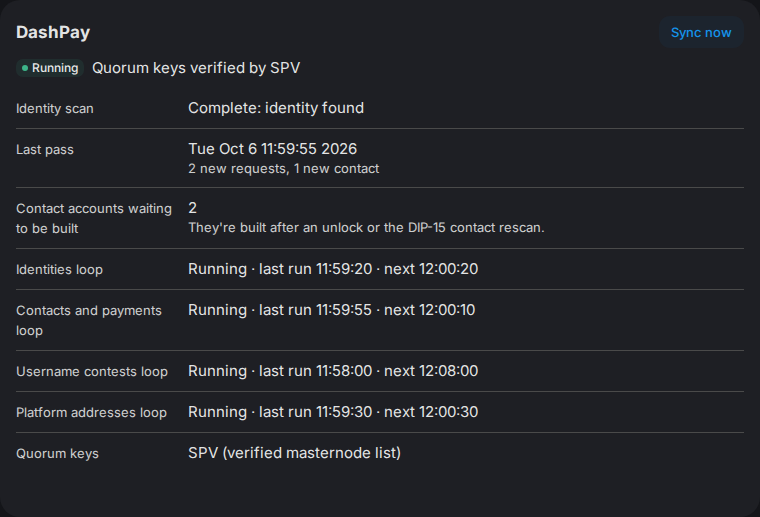 DashPay
Sync now
Running
Quorum keys verified by SPV
Identity scan
Complete: identity found
Last pass
Tue Oct 6 11:59:55 2026
2 new requests, 1 new contact
Contact accounts waiting
to be built
2
They're built after an unlock or the DIP-15 contact rescan.
Identities loop
Running · last run 11:59:20 · next 12:00:20
Contacts and payments
loop
Running · last run 11:59:55 · next 12:00:10
Username contests loop
Running · last run 11:58:00 · next 12:08:00
Platform addresses loop
Running · last run 11:59:30 · next 12:00:30
Quorum keys
SPV (verified masternode list)